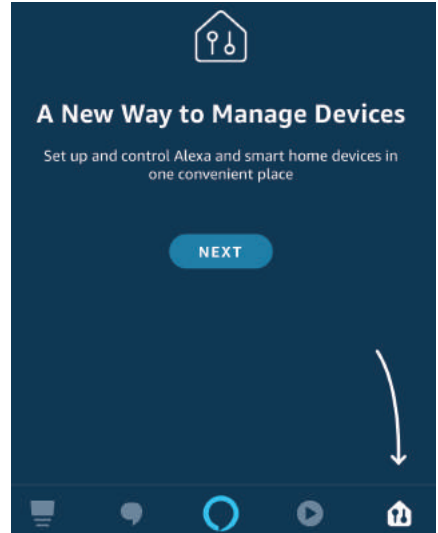 A New Way to Manage Devices
Set up and control Alexa and smart home devices in
one convenient place
NEXT